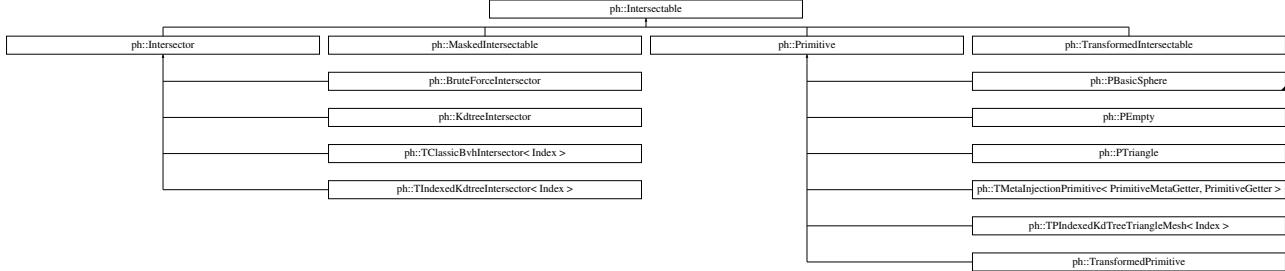 ph::Intersectable
ph::Intersector
ph::MaskedIntersectable
ph::Primitive
ph::TransformedIntersectable
ph::BruteForceIntersector
ph::PBasicSphere
ph::KdtreeIntersector
ph::PEmpty
ph::TClassicBvhIntersector< Index >
ph::PTriangle
ph::TIndexedKdtreeIntersector< Index >
ph::TMetaInjectionPrimitive< PrimitiveMetaGetter, PrimitiveGetter >
ph::TPIndexedKdTreeTriangleMesh< Index >
ph::TransformedPrimitive